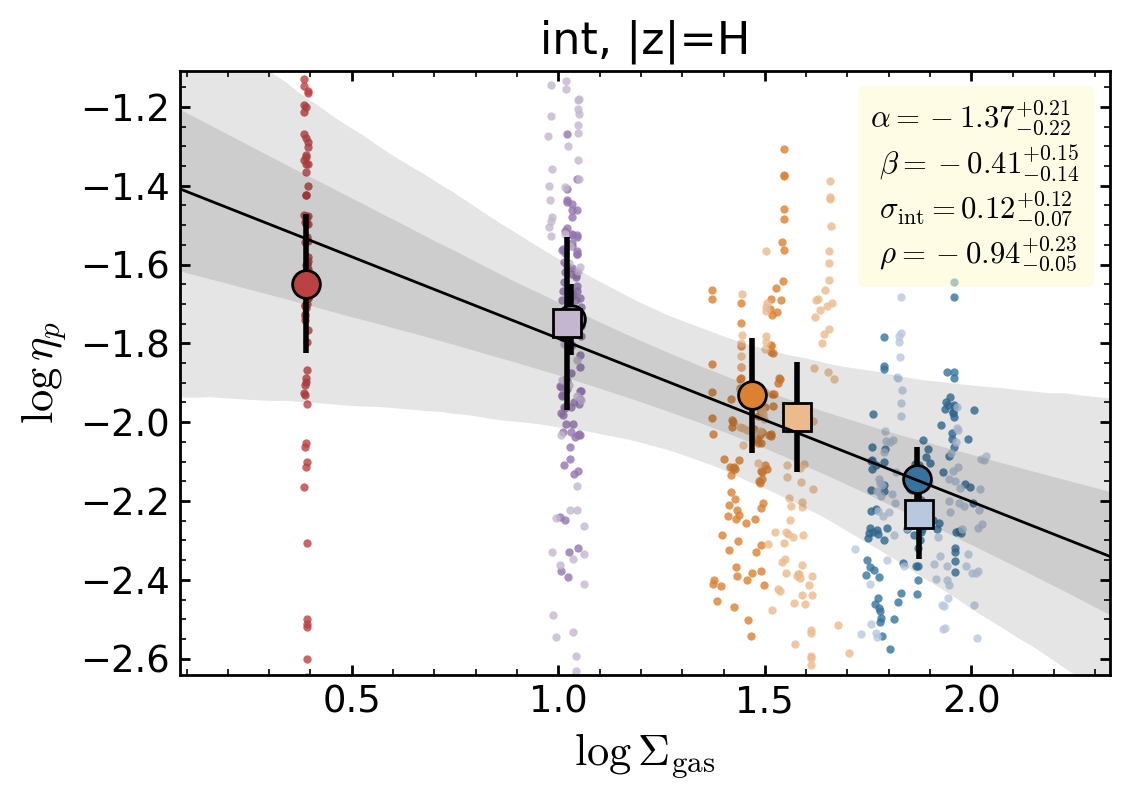 int, |z|=H
α = − 1.37^{+0.21}_{−0.22}
β = − 0.41^{+0.15}_{−0.14}
σ_int = 0.12^{+0.12}_{−0.07}
ρ = − 0.94^{+0.23}_{−0.05}
−1.2
−1.4
−1.6
−1.8
−2.0
−2.2
−2.4
−2.6
log η_p
0.5 1.0 1.5 2.0
log Σ_gas